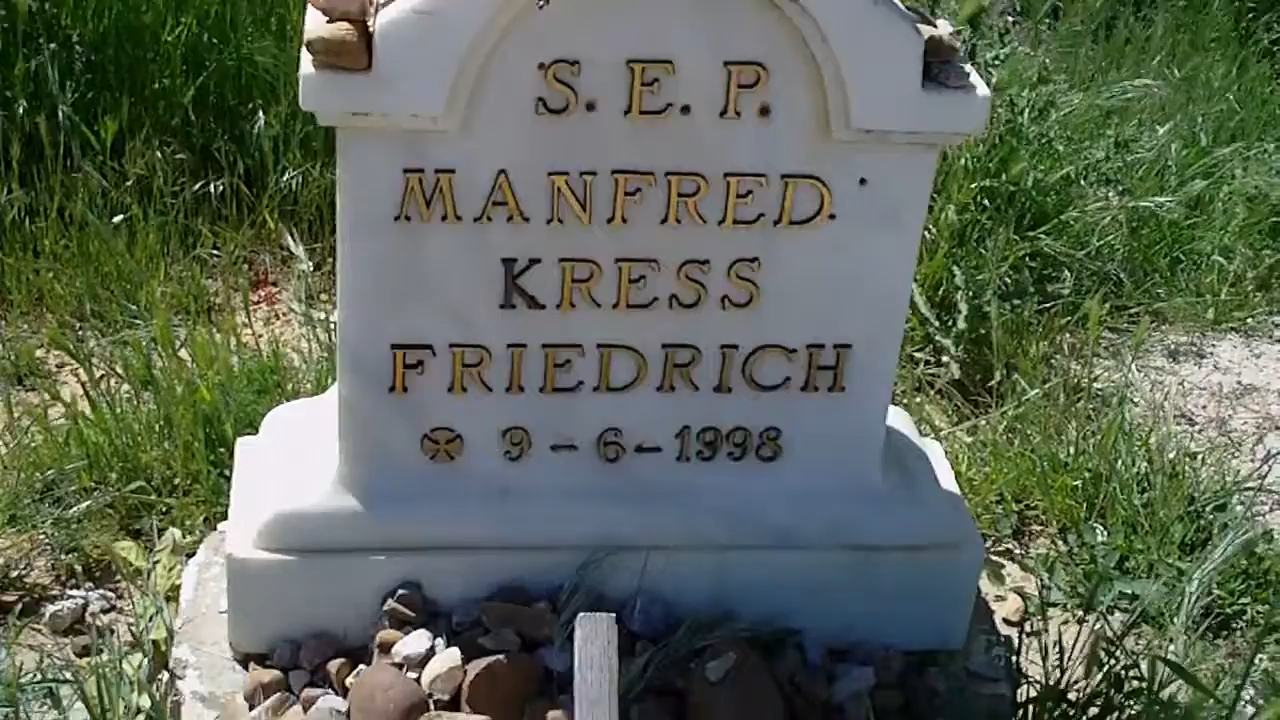 S. E. P.
MANFRED.
KRESS
FRIEDRICH
✠ 9-6-1998